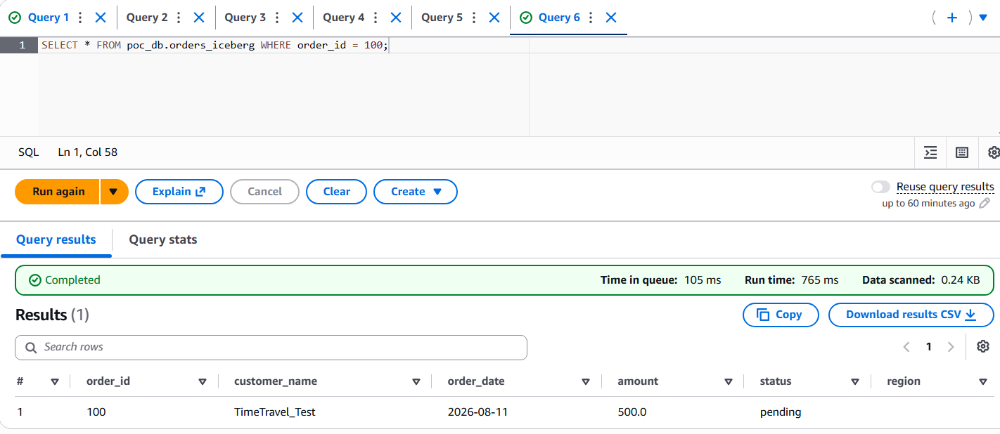 Query 1 Query 2 Query 3 Query 4 Query 5 Query 6
1 SELECT * FROM poc_db.orders_iceberg WHERE order_id = 100;
SQL Ln 1, Col 58
Run again Explain Cancel Clear Create Reuse query results
up to 60 minutes ago
Query results Query stats
Completed Time in queue: 105 ms Run time: 765 ms Data scanned: 0.24 KB
Results (1) Copy Download results CSV
Search rows 1
# order_id customer_name order_date amount status region
1 100 TimeTravel_Test 2026-08-11 500.0 pending